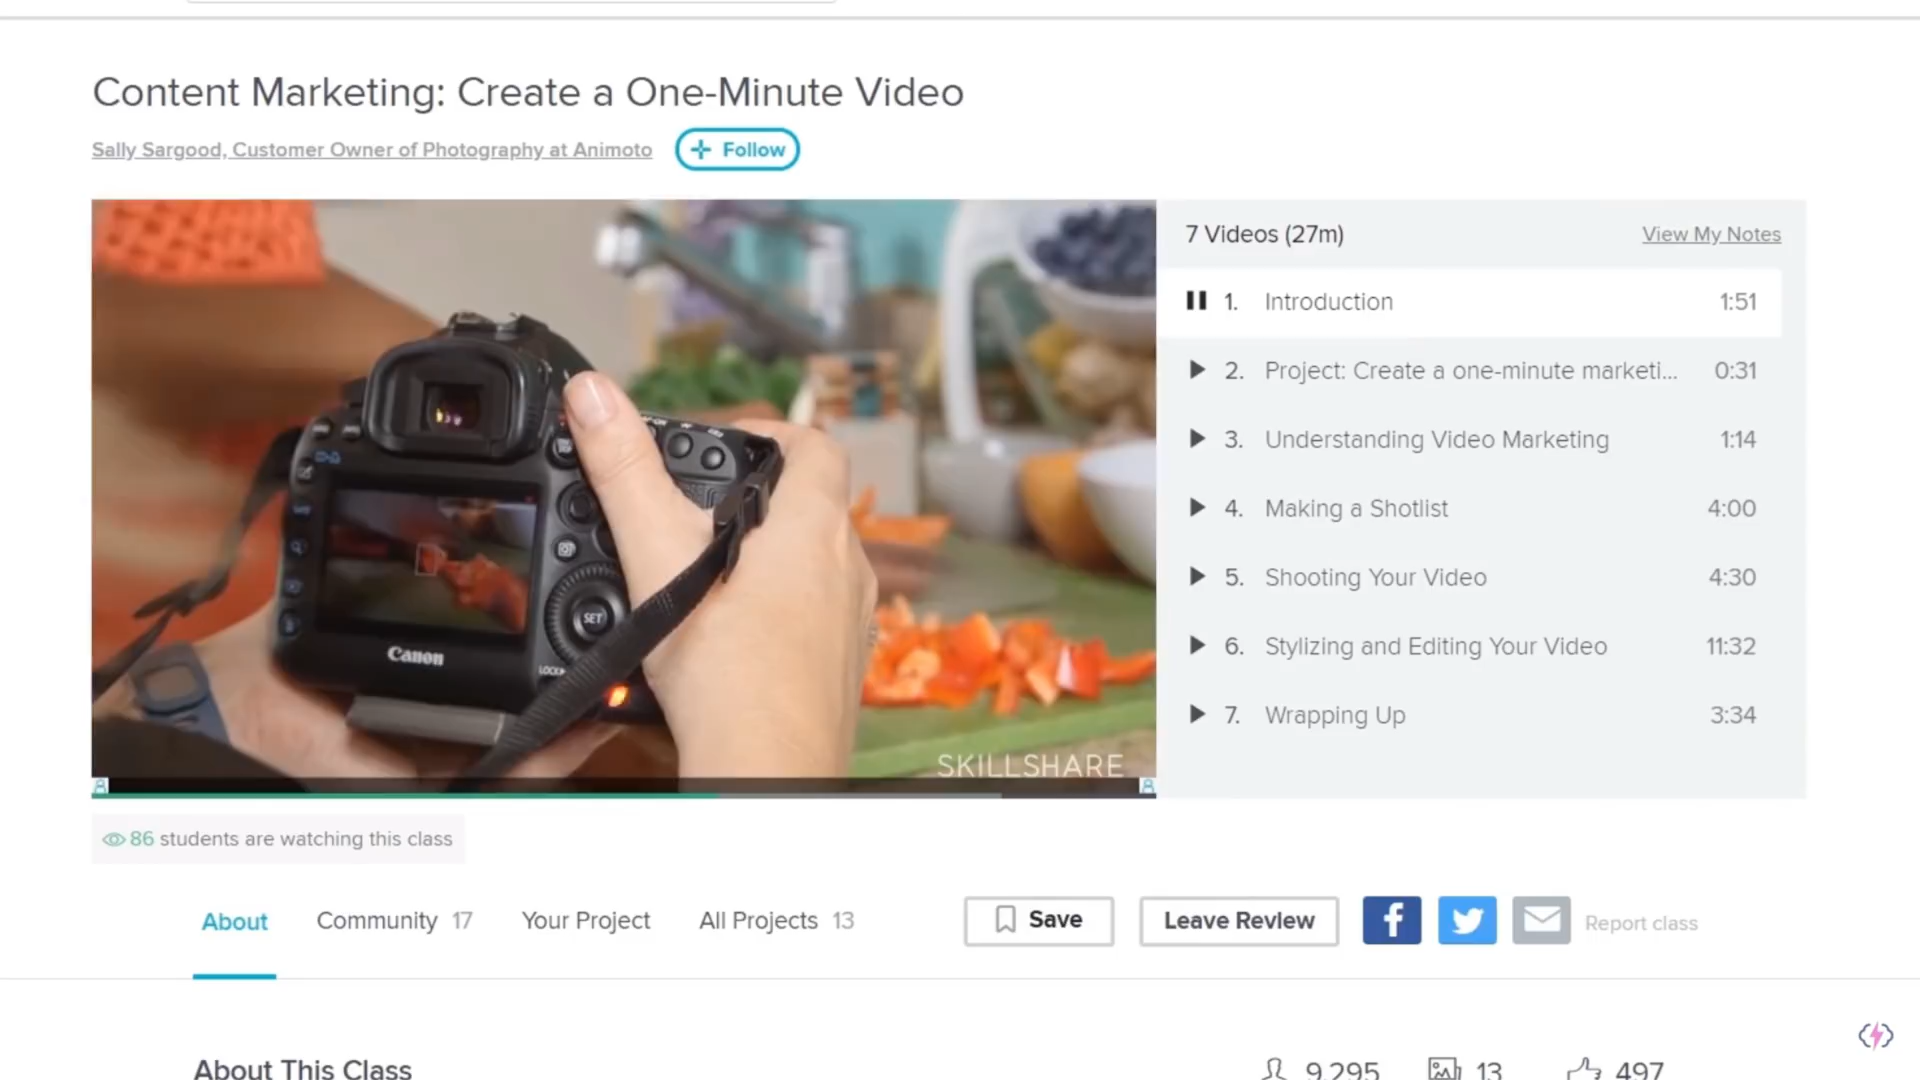 Content Marketing: Create a One-Minute Video
Sally Sargood, Customer Owner of Photography at Animoto
Follow
7 Videos (27m)
View My Notes
1. Introduction 1:51
2. Project: Create a one-minute marketi... 0:31
3. Understanding Video Marketing 1:14
4. Making a Shotlist 4:00
5. Shooting Your Video 4:30
6. Stylizing and Editing Your Video 11:32
7. Wrapping Up 3:34
SET
Canon
LOCK
SKILLSHARE
86 students are watching this class
About
Community 17
Your Project
All Projects 13
Save
Leave Review
Report class
About This Class
9,295
13
497